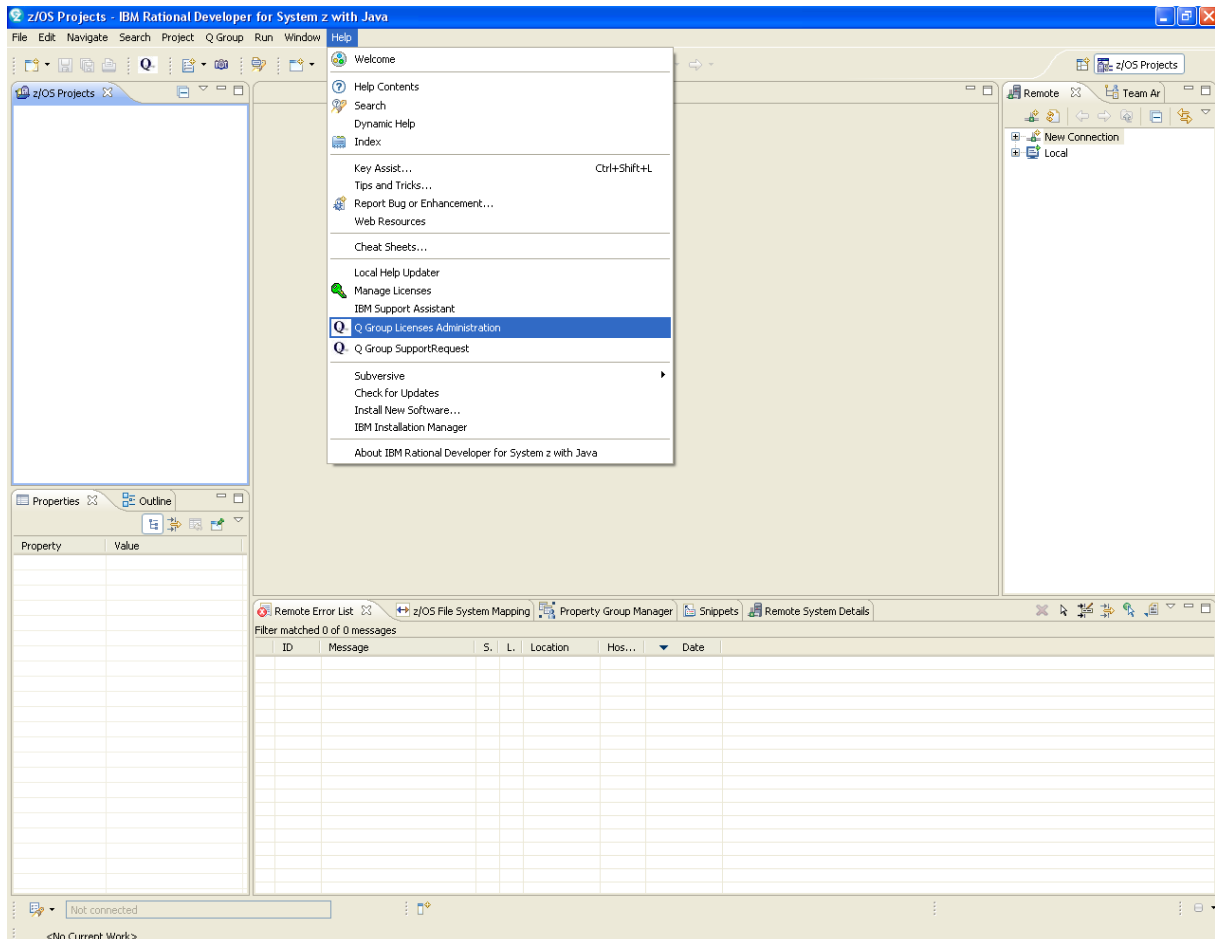 z/OS Projects - IBM Rational Developer for System z with Java
File Edit Navigate Search Project Q Group Run Window Help
Q
z/OS Projects
z/OS Projects
Welcome
Help Contents
Search
Dynamic Help
Index
Key Assist... Ctrl+Shift+L
Tips and Tricks...
Report Bug or Enhancement...
Web Resources
Cheat Sheets...
Local Help Updater
Manage Licenses
IBM Support Assistant
Q Q Group Licenses Administration
Q Q Group SupportRequest
Subversive
Check for Updates
Install New Software...
IBM Installation Manager
About IBM Rational Developer for System z with Java
Remote Team Ar
New Connection
Local
Properties Outline
Property Value
Remote Error List z/OS File System Mapping Property Group Manager Snippets Remote System Details
Filter matched 0 of 0 messages
ID Message S. L. Location Hos... Date
Not connected
<No Current Work>